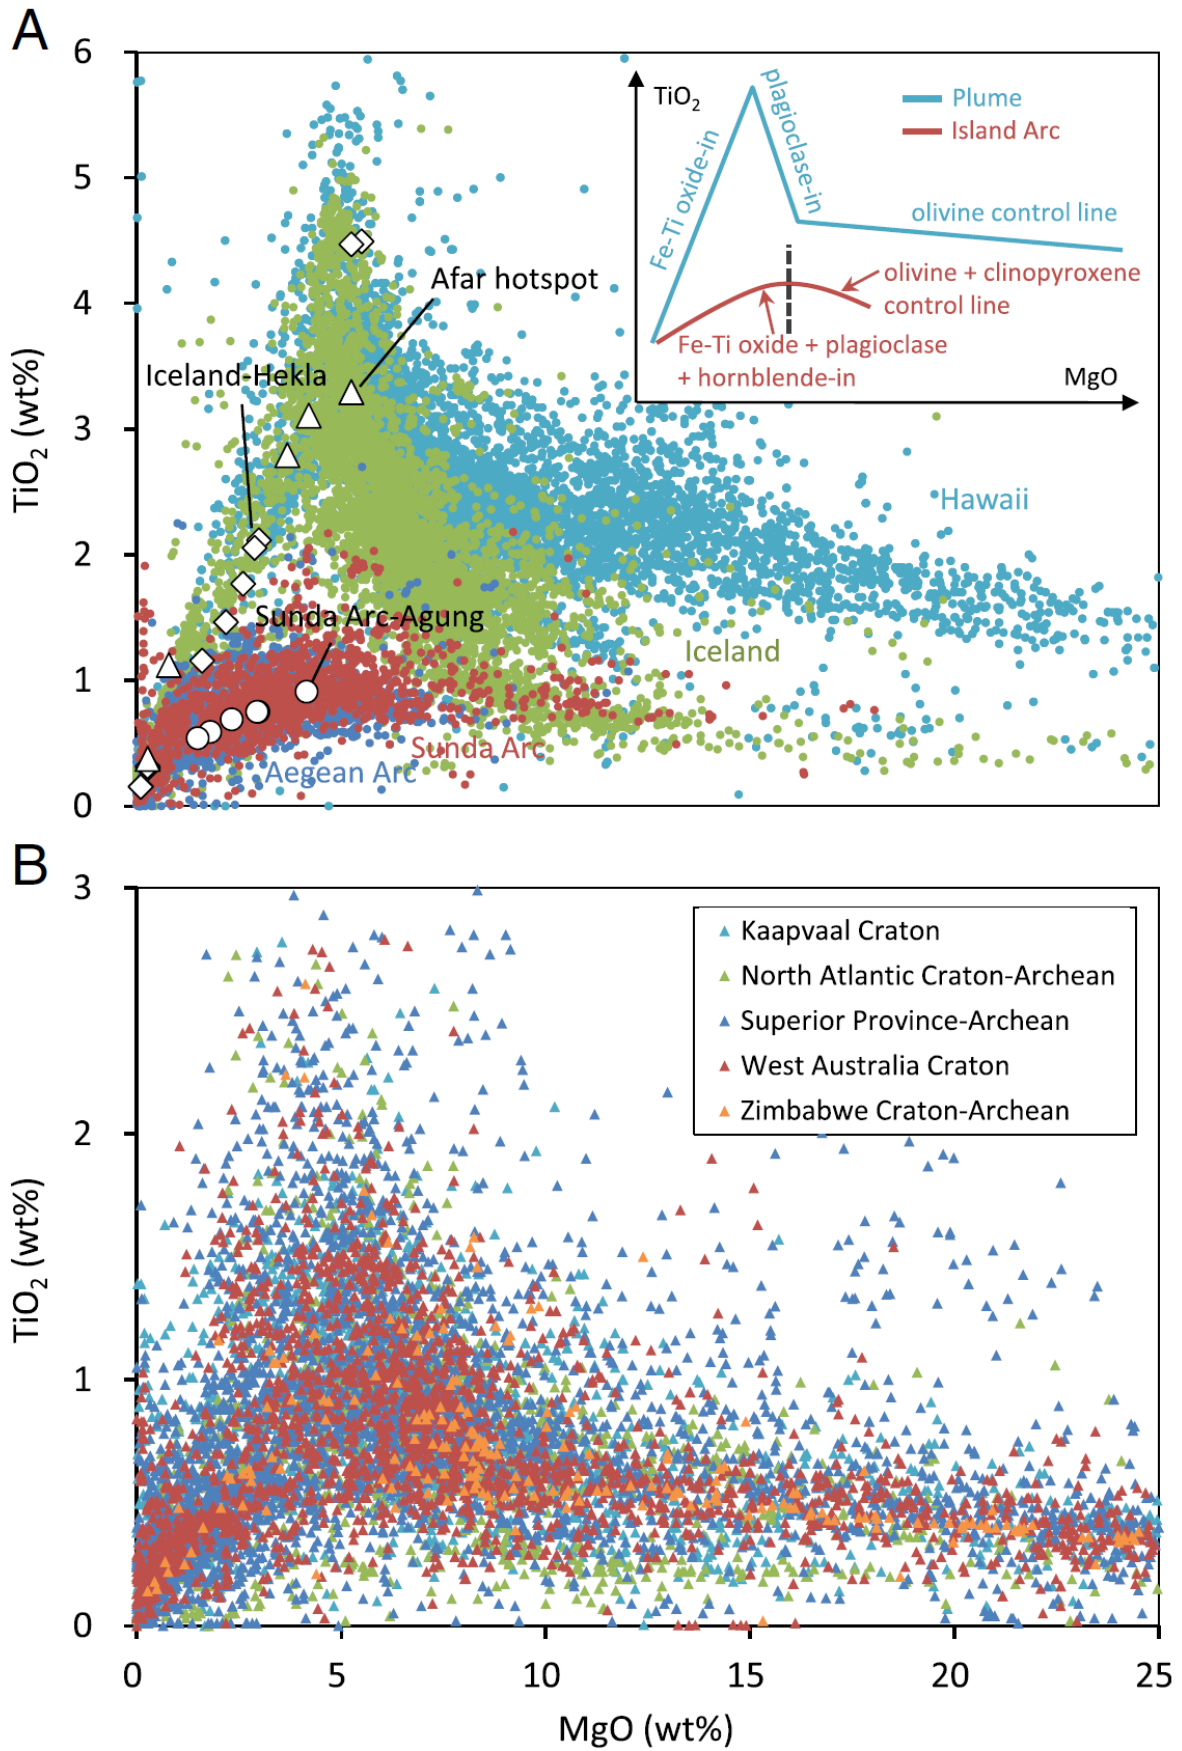 A
6
5
4
3
2
1
0
TiO2 (wt%)
TiO2
Plume
Island Arc
Fe-Ti oxide-in
plagioclase-in
olivine control line
olivine + clinopyroxene
control line
Fe-Ti oxide + plagioclase
+ hornblende-in
MgO
Afar hotspot
Iceland-Hekla
Hawaii
Sunda Arc-Agung
Iceland
Sunda Arc
Aegean Arc
B
3
2
1
0
TiO2 (wt%)
Kaapvaal Craton
North Atlantic Craton-Archean
Superior Province-Archean
West Australia Craton
Zimbabwe Craton-Archean
0 5 10 15 20 25
MgO (wt%)